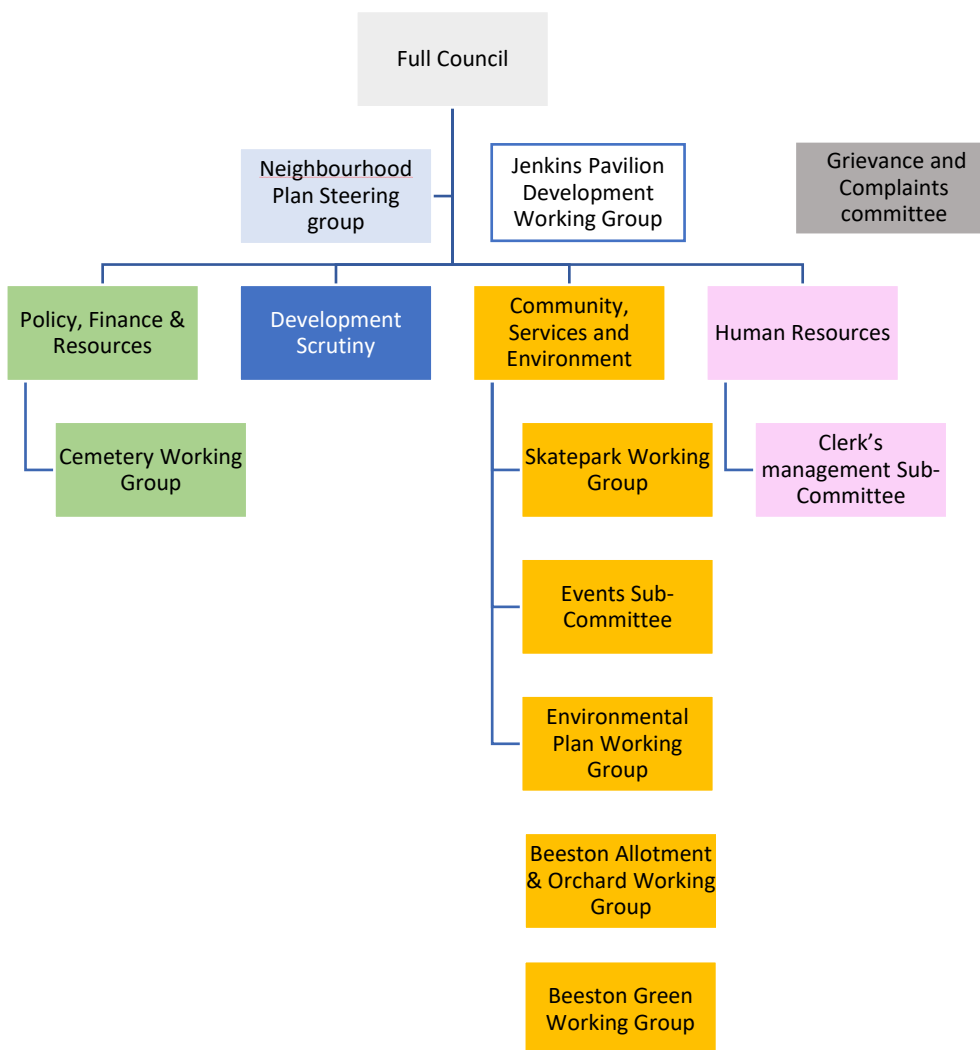 Full Council
Neighbourhood
Plan Steering
group
Jenkins Pavilion
Development
Working Group
Grievance and
Complaints
committee
Policy, Finance &
Resources
Development
Scrutiny
Community,
Services and
Environment
Human Resources
Cemetery Working
Group
Skatepark Working
Group
Clerk’s
management Sub-
Committee
Events Sub-
Committee
Environmental
Plan Working
Group
Beeston Allotment
& Orchard Working
Group
Beeston Green
Working Group